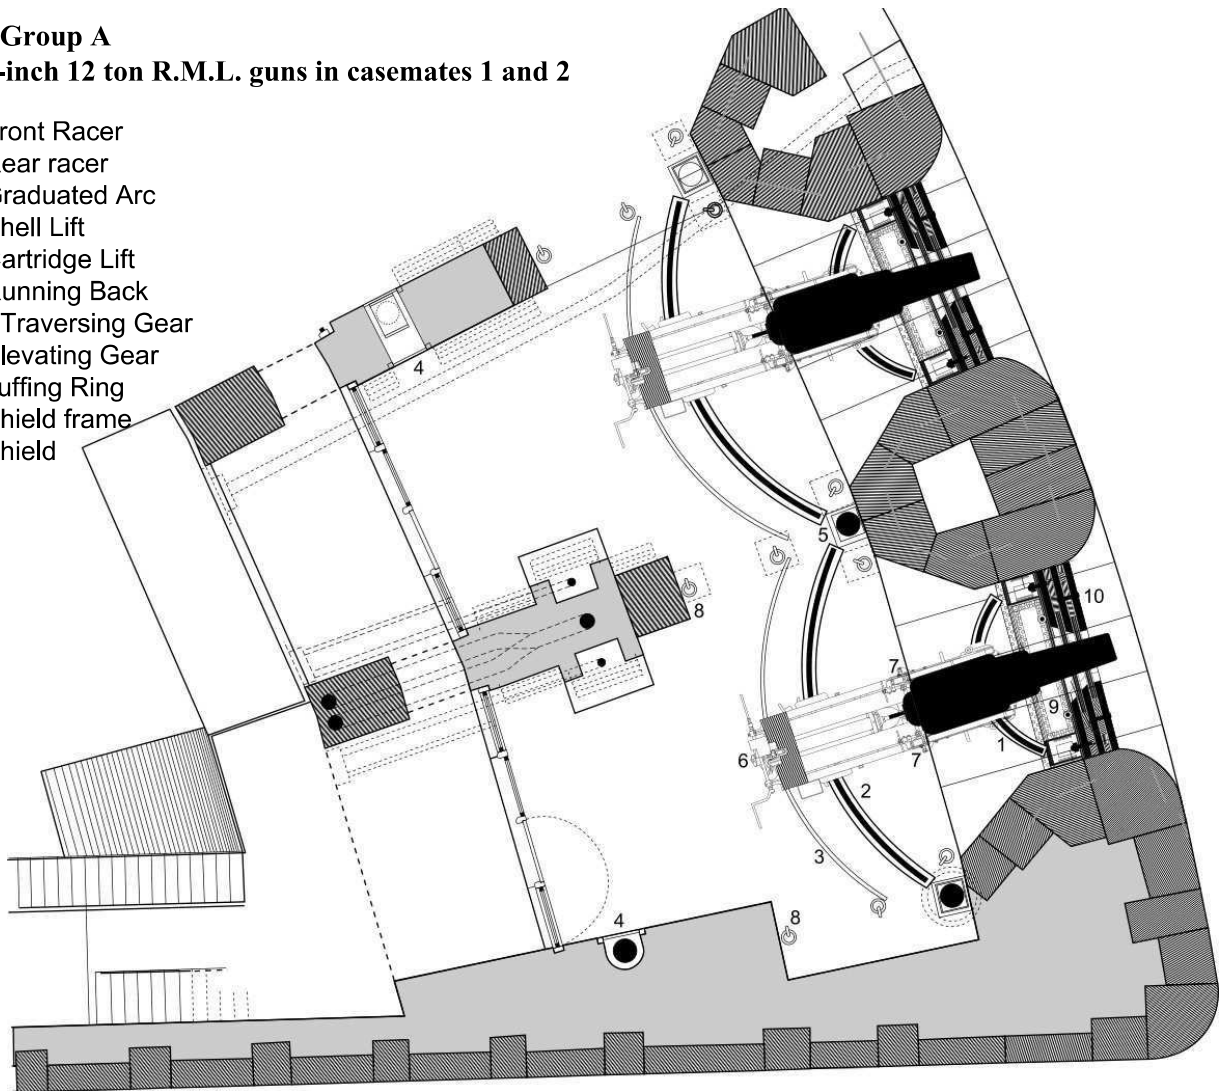 Group A
-inch 12 ton R.M.L. guns in casemates 1 and 2
ront Racer
ear racer
raduated Arc
hell Lift
artridge Lift
unning Back
Traversing Gear
levating Gear
uffing Ring
hield frame
hield
4
5
8
10
7
9
6
7
1
2
3
4
8